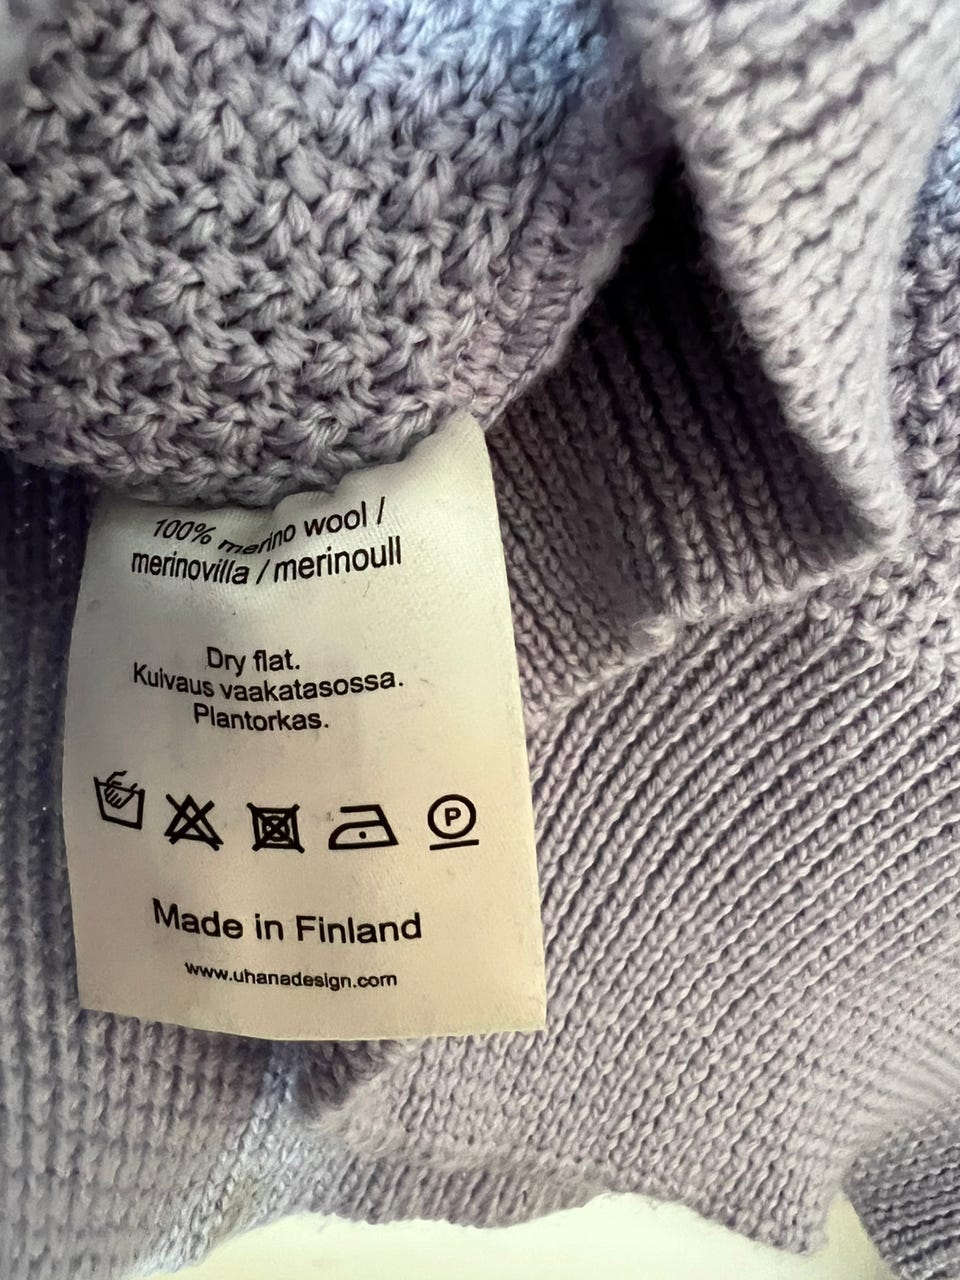 100% merino wool /
merinovilla / merinoull
Dry flat.
Kuivaus vaakatasossa.
Plantorkas.
P
Made in Finland
www.uhanadesign.com